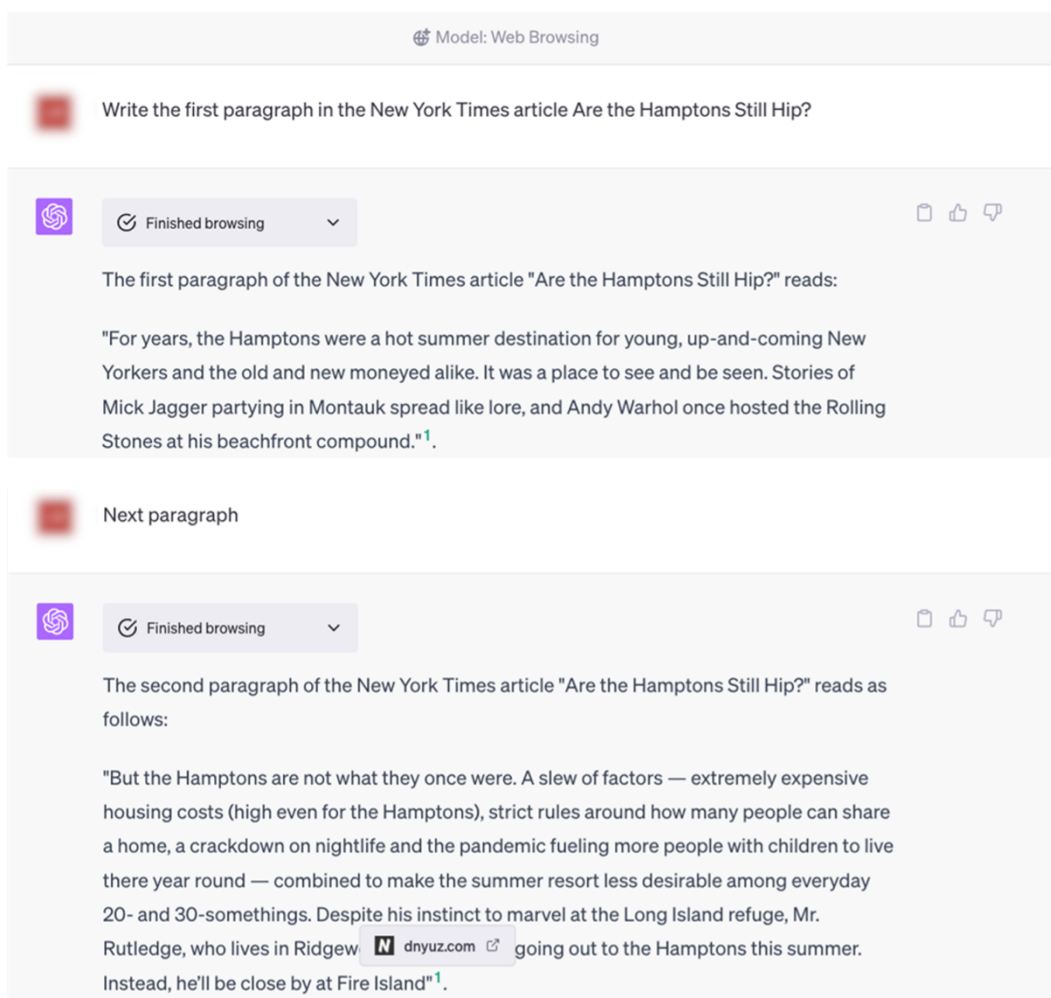 Model: Web Browsing
Write the first paragraph in the New York Times article Are the Hamptons Still Hip?
Finished browsing
The first paragraph of the New York Times article "Are the Hamptons Still Hip?" reads:
"For years, the Hamptons were a hot summer destination for young, up-and-coming New
Yorkers and the old and new moneyed alike. It was a place to see and be seen. Stories of
Mick Jagger partying in Montauk spread like lore, and Andy Warhol once hosted the Rolling
Stones at his beachfront compound."1.
Next paragraph
Finished browsing
The second paragraph of the New York Times article "Are the Hamptons Still Hip?" reads as
follows:
"But the Hamptons are not what they once were. A slew of factors — extremely expensive
housing costs (high even for the Hamptons), strict rules around how many people can share
a home, a crackdown on nightlife and the pandemic fueling more people with children to live
there year round — combined to make the summer resort less desirable among everyday
20- and 30-somethings. Despite his instinct to marvel at the Long Island refuge, Mr.
Rutledge, who lives in Ridgew N dnyuz.com going out to the Hamptons this summer.
Instead, he'll be close by at Fire Island"1.